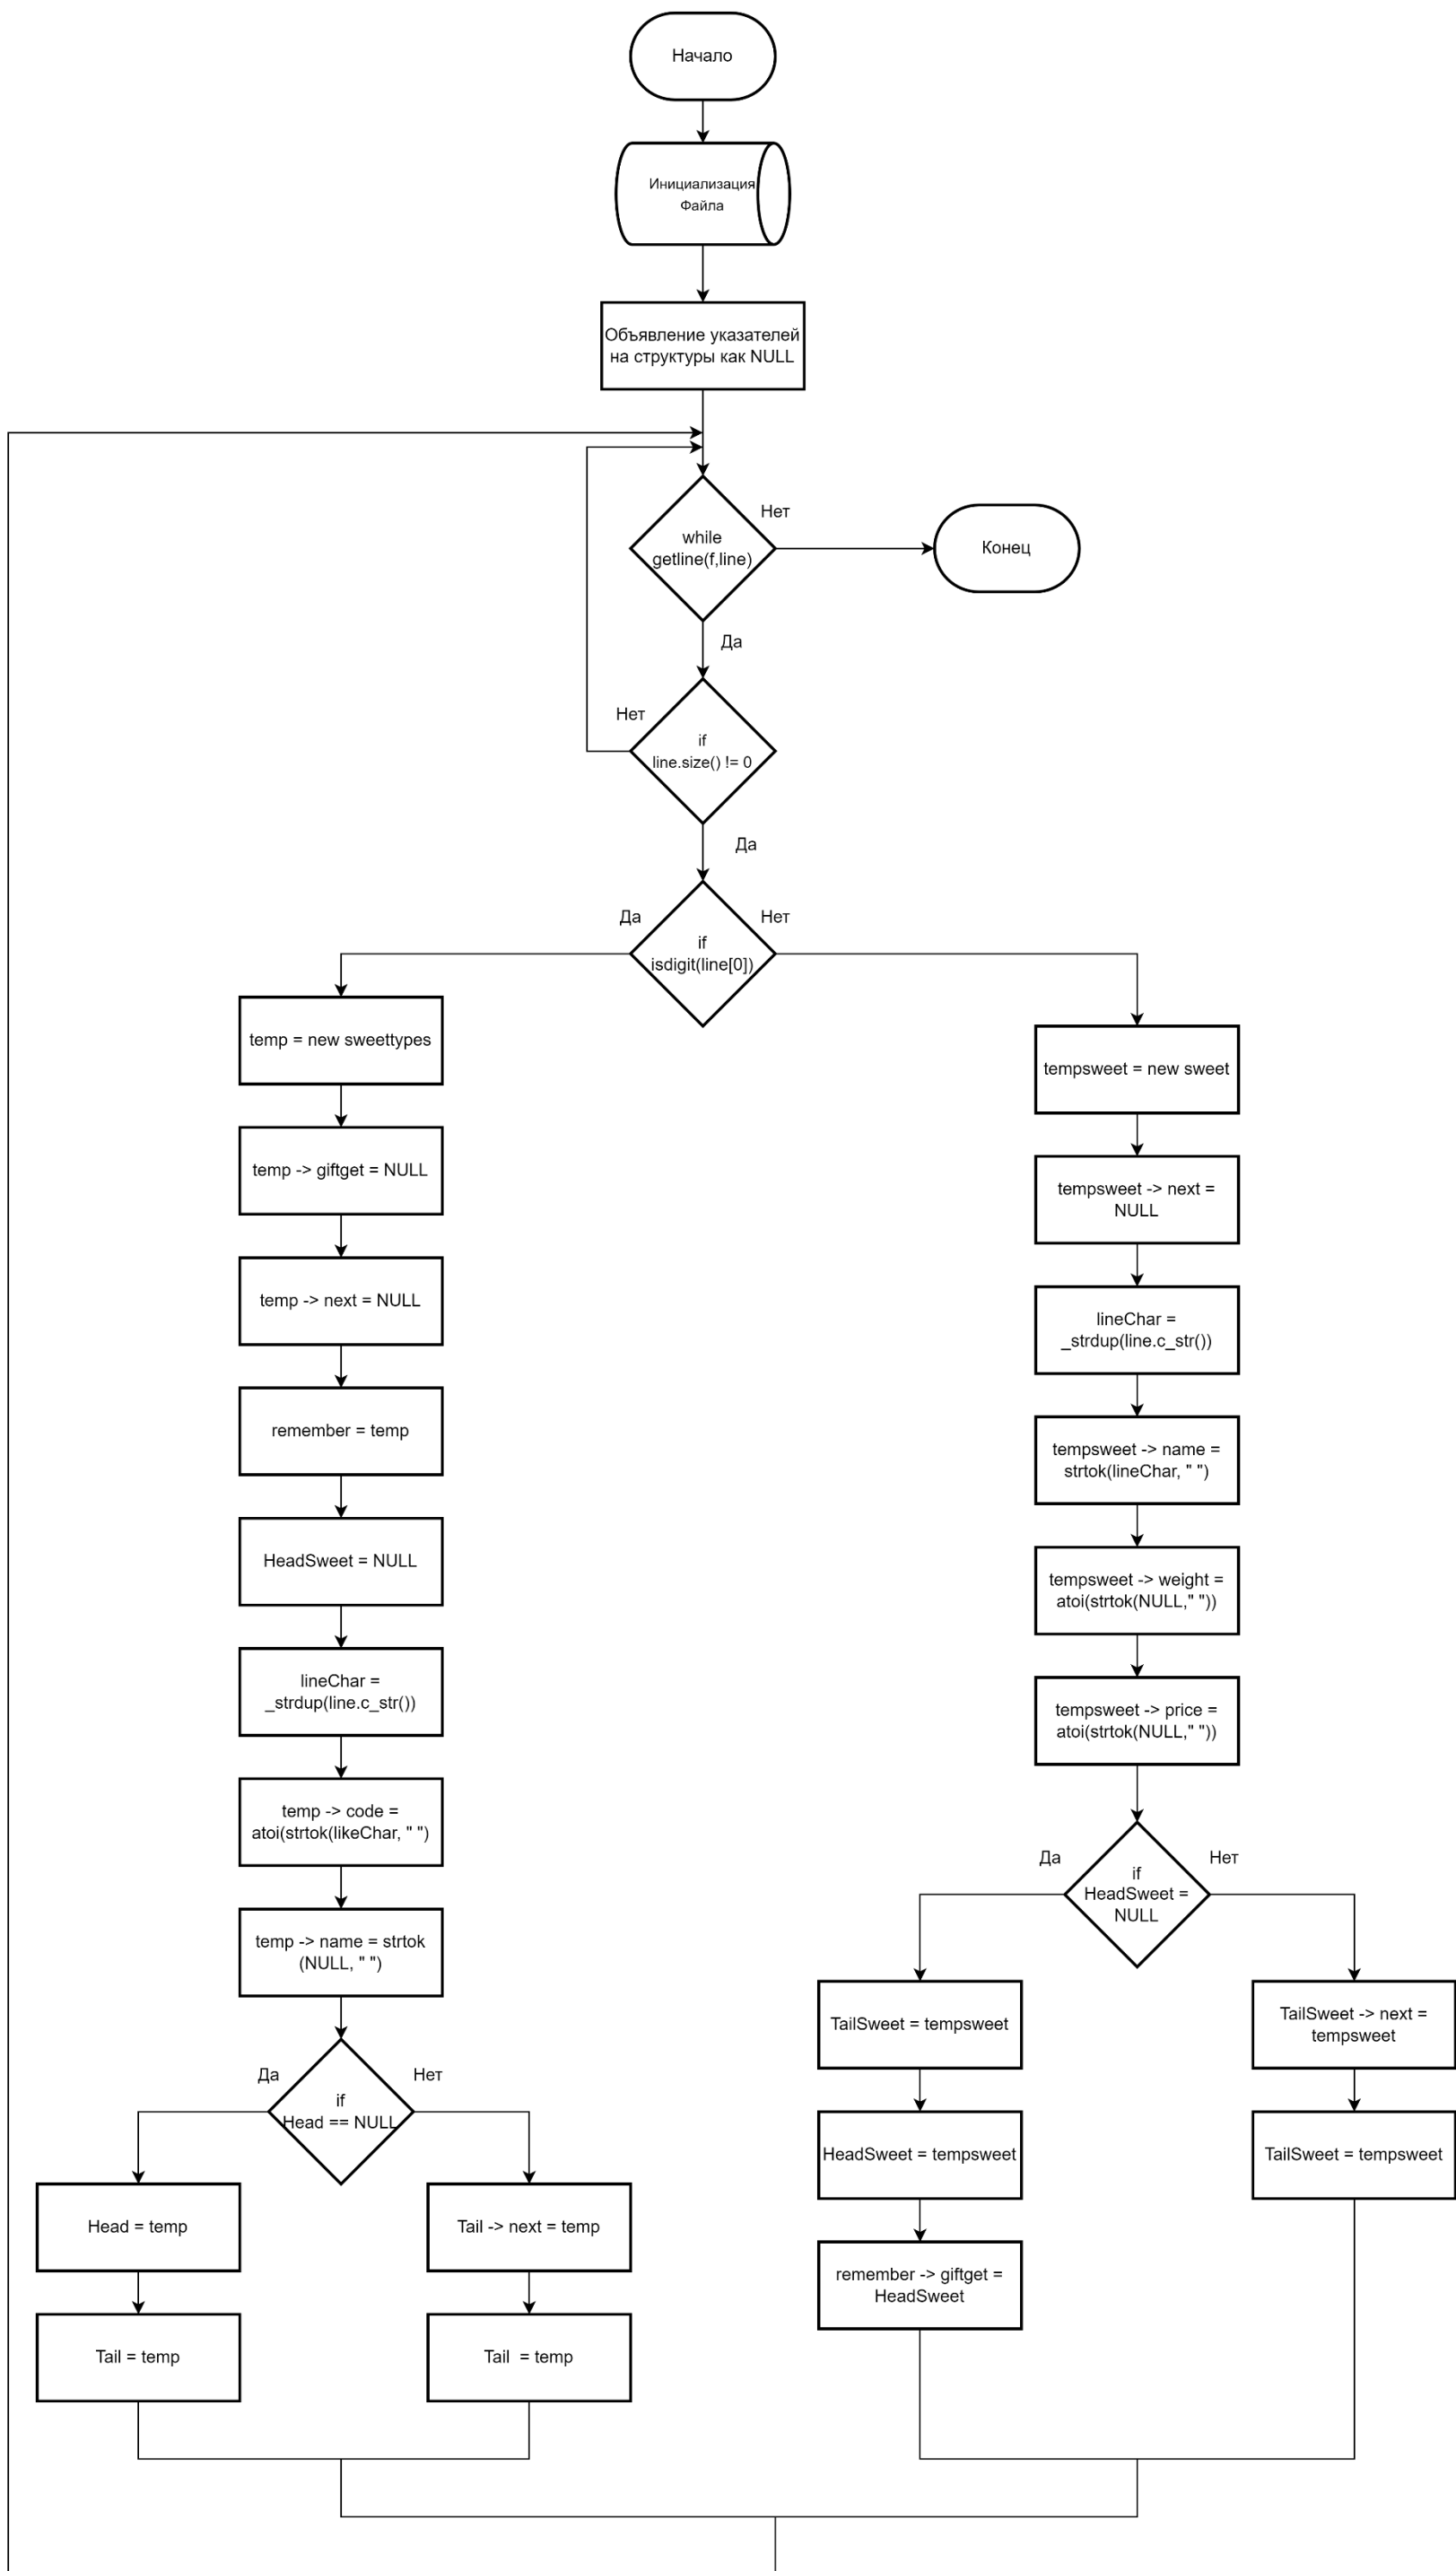 Начало
Инициализация
Файла
Объявление указателей
на структуры как NULL
while
getline(f,line)
Нет
Конец
Да
if
line.size() != 0
Нет
Да
if
isdigit(line[0])
Да
Нет
temp = new sweettypes
temp -> giftget = NULL
temp -> next = NULL
remember = temp
HeadSweet = NULL
lineChar =
_strdup(line.c_str())
temp -> code =
atoi(strtok(likeChar, " ")
temp -> name = strtok
(NULL, " ")
Да
Нет
if
Head == NULL
Head = temp
Tail = temp
Tail -> next = temp
Tail  = temp
tempsweet = new sweet
tempsweet -> next =
NULL
lineChar =
_strdup(line.c_str())
tempsweet -> name =
strtok(lineChar, " ")
tempsweet -> weight =
atoi(strtok(NULL," "))
tempsweet -> price =
atoi(strtok(NULL," "))
Да
Нет
if
HeadSweet =
NULL
TailSweet = tempsweet
HeadSweet = tempsweet
remember -> giftget =
HeadSweet
TailSweet -> next =
tempsweet
TailSweet = tempsweet